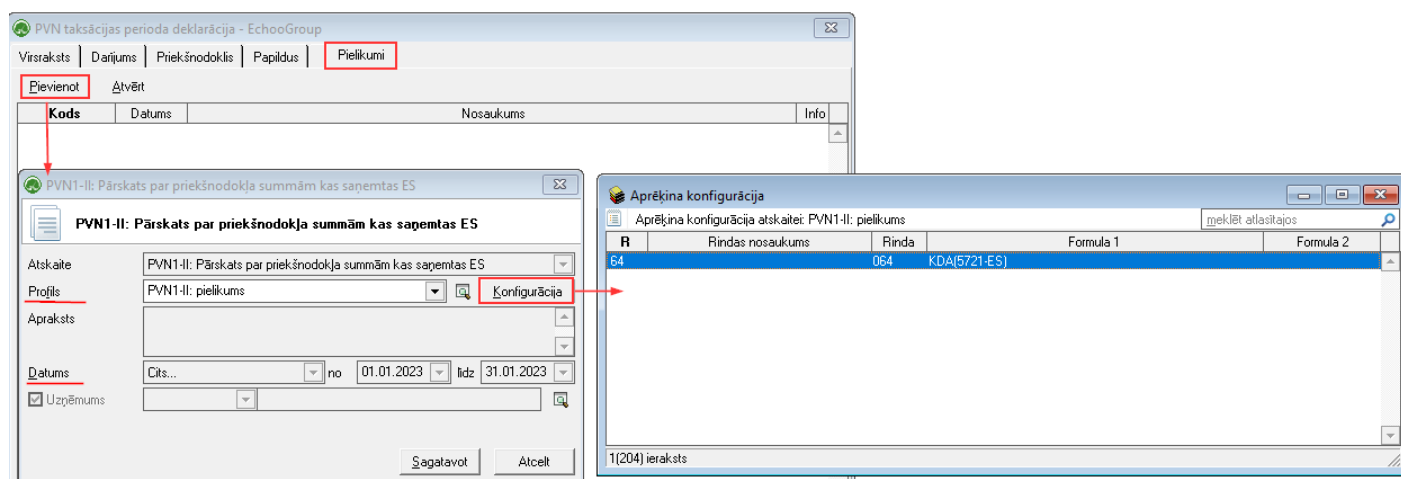 PVN taksācijas perioda deklarācija - EchooGroup
Virsraksts Darījums Priekšnodoklis Papildus Pielikumi
Pievienot Atvērt
Kods Datums Nosaukums Info
PVN1-II: Pārskats par priekšnodokļa summām kas saņemtas ES
PVN1-II: Pārskats par priekšnodokļa summām kas saņemtas ES
Atskaite PVN1-II: Pārskats par priekšnodokļa summām kas saņemtas ES
Profils PVN1-II: pielikums Konfigurācija
Apraksts
Datums Cits... no 01.01.2023 līdz 31.01.2023
Uzņēmums
Sagatavot Atcelt
Aprēķina konfigurācija
Aprēķina konfigurācija atskaitei: PVN1-II: pielikums meklēt atlasītajos
R Rindas nosaukums Rinda Formula 1 Formula 2
64 064 KDA(5721-ES)
1(204) ieraksts